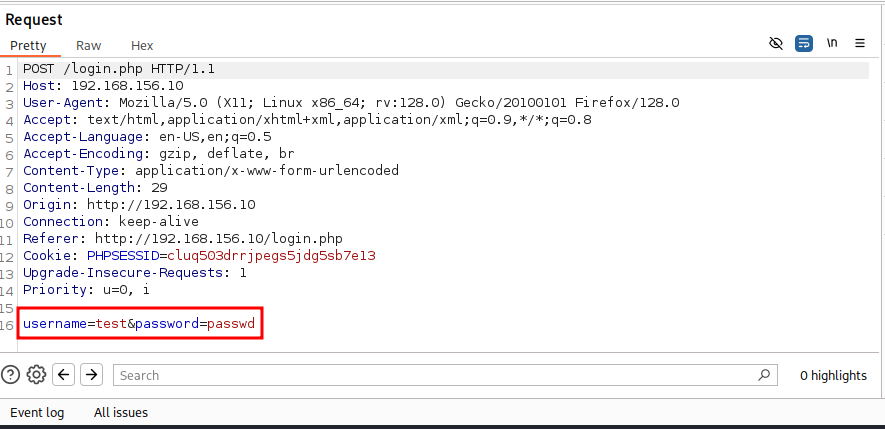 Request
Pretty Raw Hex
\n
1 POST /login.php HTTP/1.1
2 Host: 192.168.156.10
3 User-Agent: Mozilla/5.0 (X11; Linux x86_64; rv:128.0) Gecko/20100101 Firefox/128.0
4 Accept: text/html,application/xhtml+xml,application/xml;q=0.9,*/*;q=0.8
5 Accept-Language: en-US,en;q=0.5
6 Accept-Encoding: gzip, deflate, br
7 Content-Type: application/x-www-form-urlencoded
8 Content-Length: 29
9 Origin: http://192.168.156.10
10 Connection: keep-alive
11 Referer: http://192.168.156.10/login.php
12 Cookie: PHPSESSID=cluq503drrjpegs5jdg5sb7e13
13 Upgrade-Insecure-Requests: 1
14 Priority: u=0, i
15
16 username=test&password=passwd
Search 0 highlights
Event log All issues